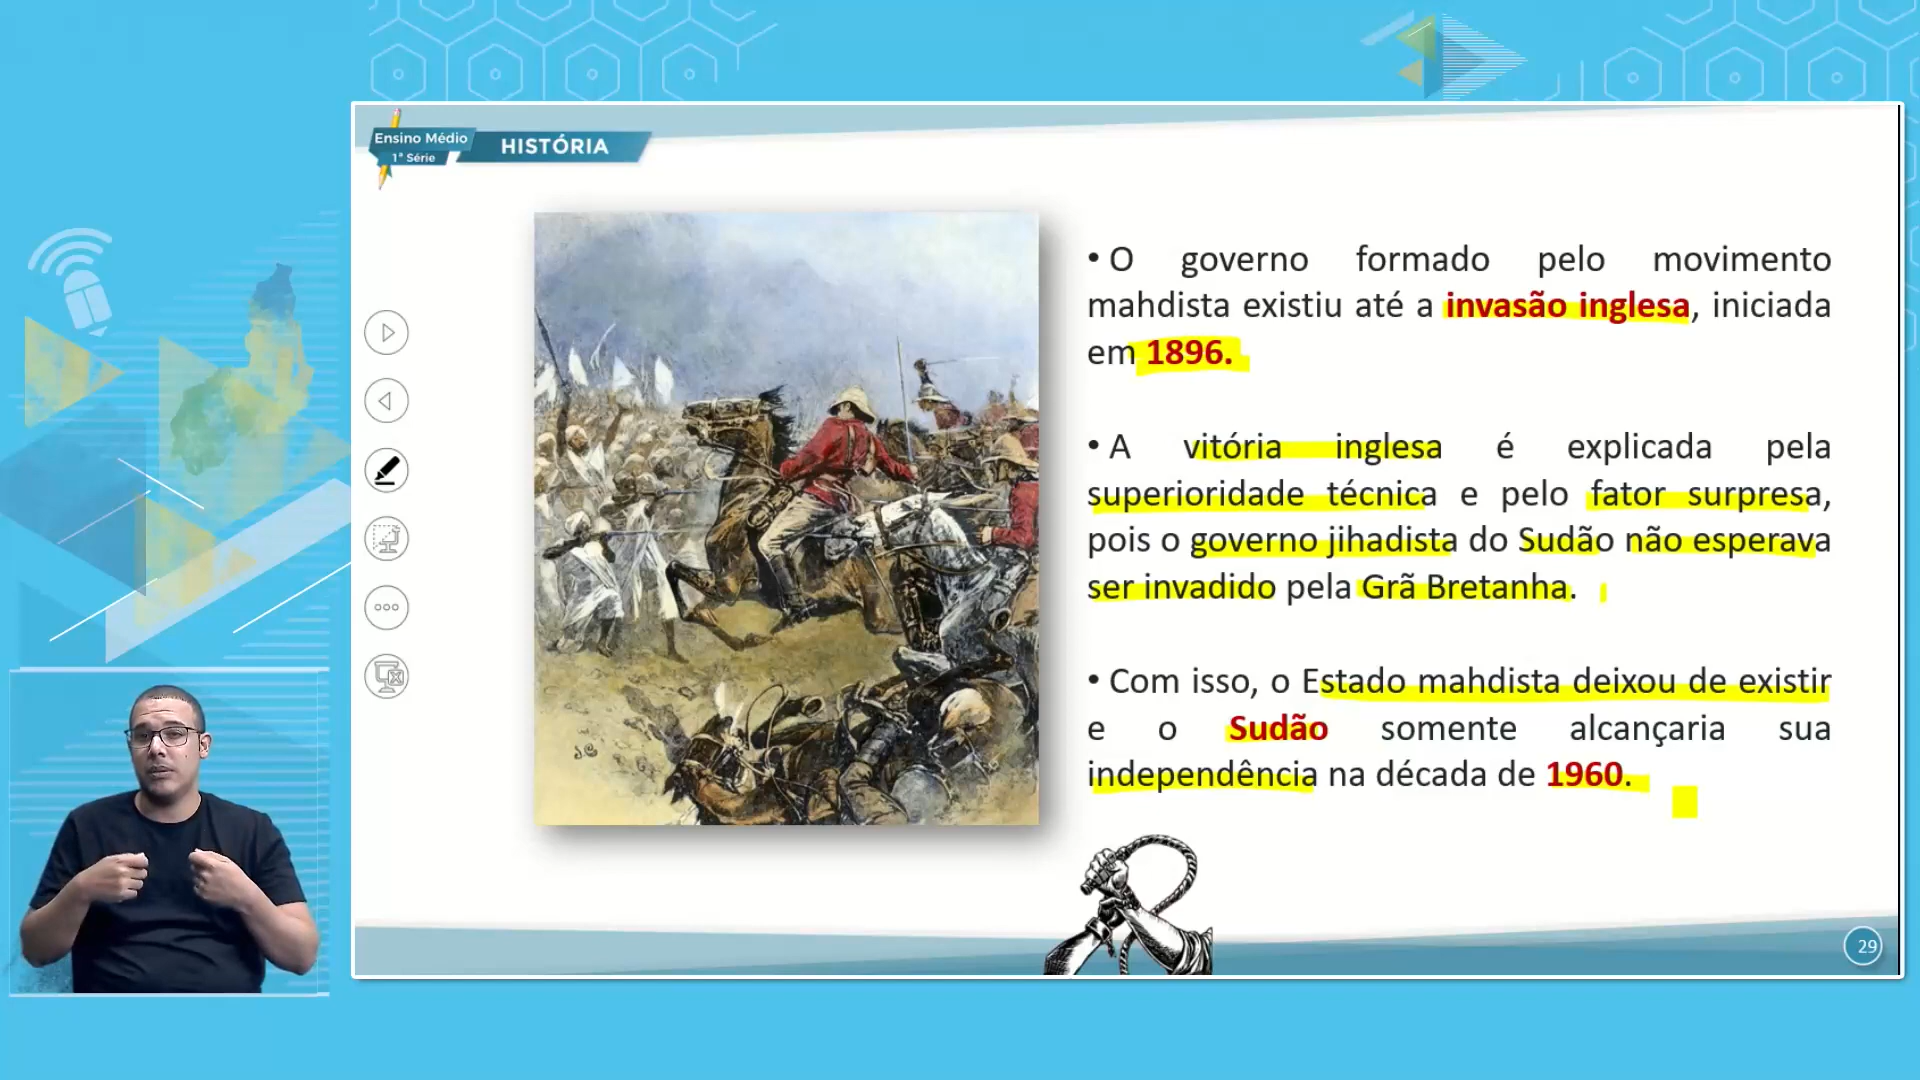 Ensino Médio
1ª Série
HISTÓRIA
• O governo formado pelo movimento
mahdista existiu até a invasão inglesa, iniciada
em 1896.
• A vitória inglesa é explicada pela
superioridade técnica e pelo fator surpresa,
pois o governo jihadista do Sudão não esperava
ser invadido pela Grã Bretanha.
• Com isso, o Estado mahdista deixou de existir
e o Sudão somente alcançaria sua
independência na década de 1960.
29